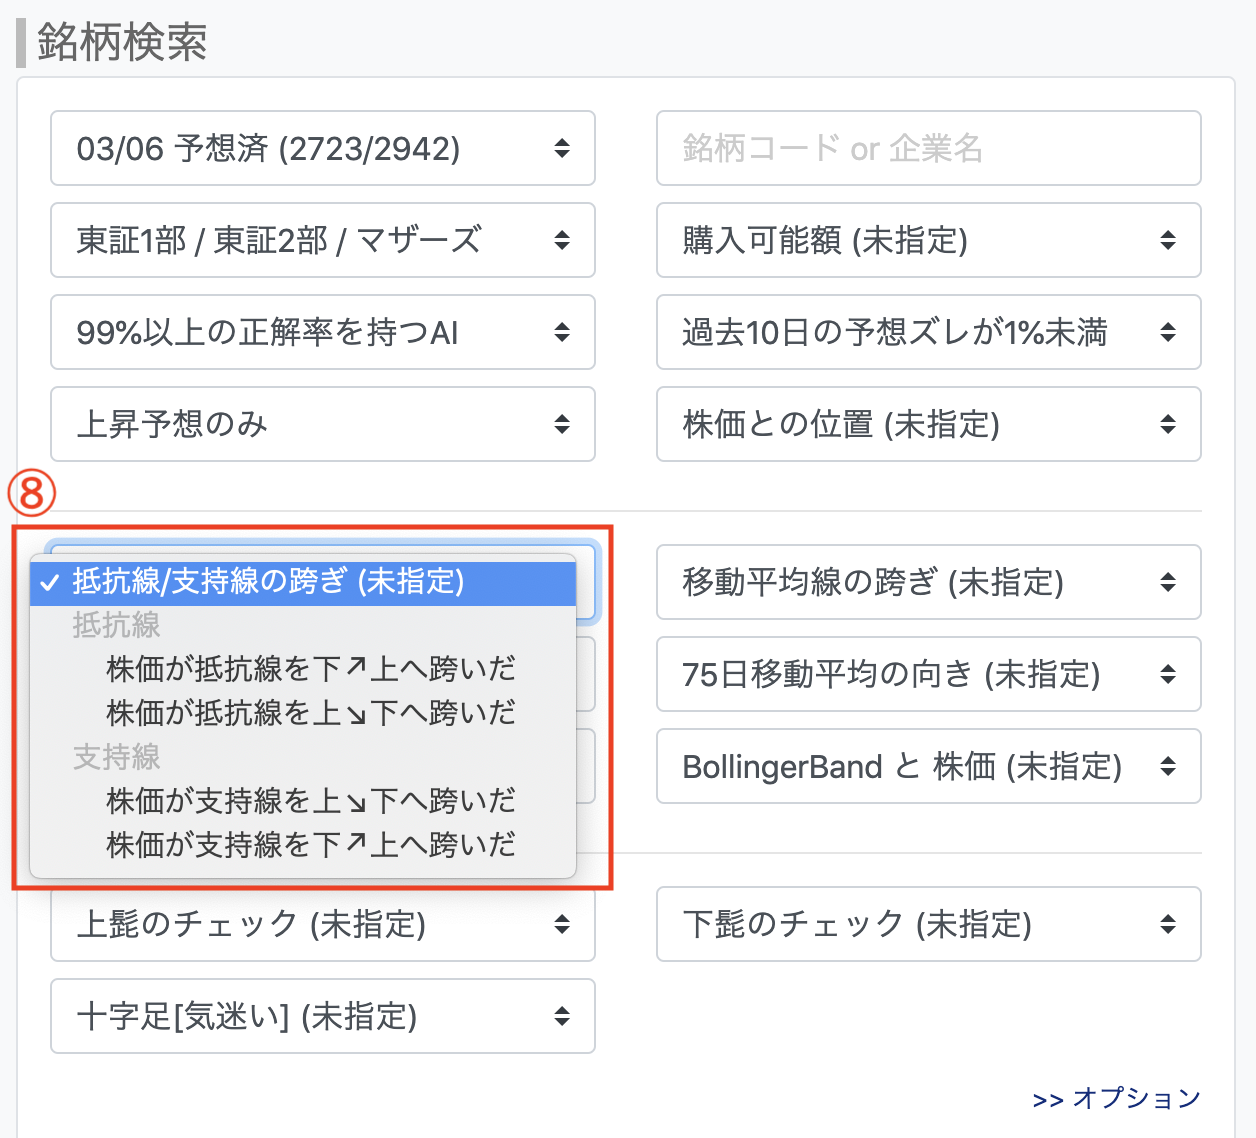 銘柄検索
03/06 予想済 (2723/2942)
銘柄コード or 企業名
東証1部 / 東証2部 / マザーズ
購入可能額 (未指定)
99%以上の正解率を持つAI
過去10日の予想ズレが1%未満
上昇予想のみ
株価との位置 (未指定)
⑧
✓ 抵抗線/支持線の跨ぎ (未指定)
抵抗線
株価が抵抗線を下↗上へ跨いだ
株価が抵抗線を上↘下へ跨いだ
支持線
株価が支持線を上↘下へ跨いだ
株価が支持線を下↗上へ跨いだ
移動平均線の跨ぎ (未指定)
75日移動平均の向き (未指定)
BollingerBand と 株価 (未指定)
上髭のチェック (未指定)
下髭のチェック (未指定)
十字足[気迷い] (未指定)
>> オプション